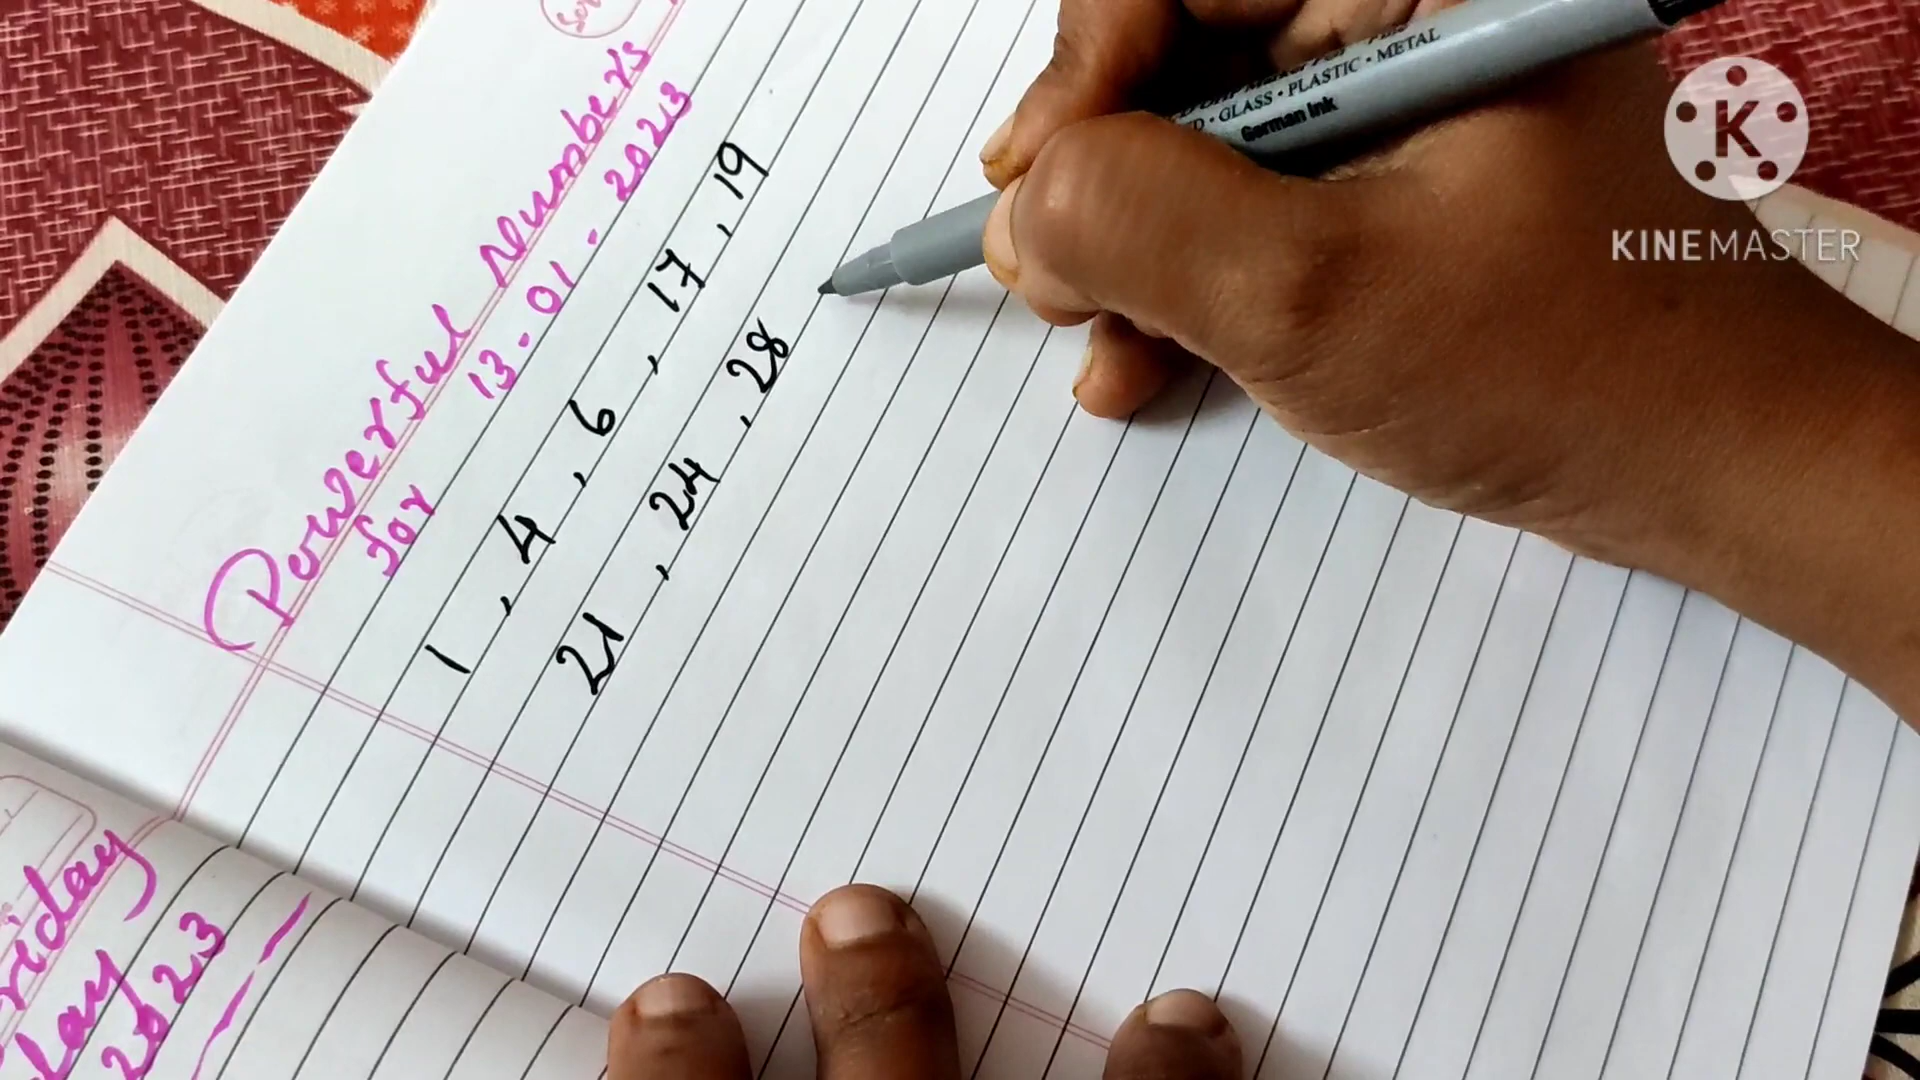 Powerful numbers
for 13-01-2023
1, 4, 6, 17, 19
21, 24, 28
GLASS • PLASTIC • METAL
German Ink
K
KINEMASTER
2023